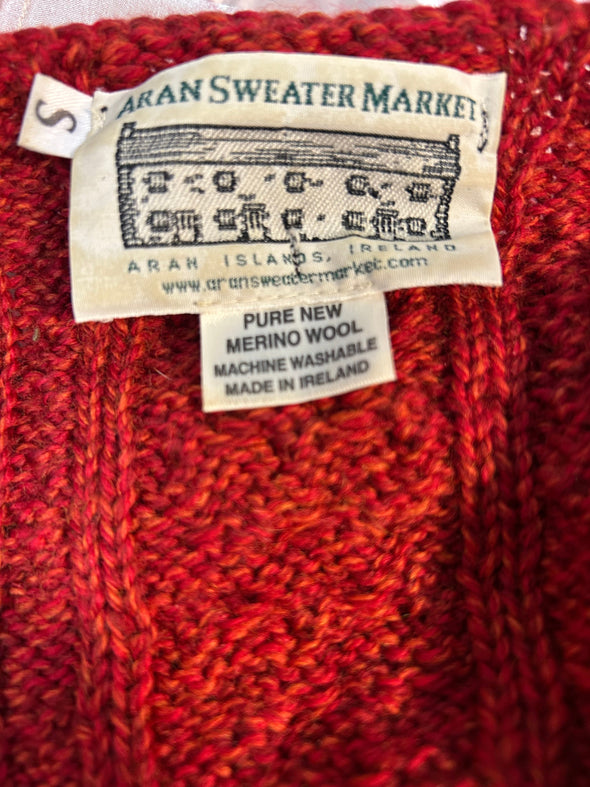 S
ARAN SWEATER MARKET
ARAN ISLANDS, IRELAND
www.aransweatermarket.com
PURE NEW
MERINO WOOL
MACHINE WASHABLE
MADE IN IRELAND